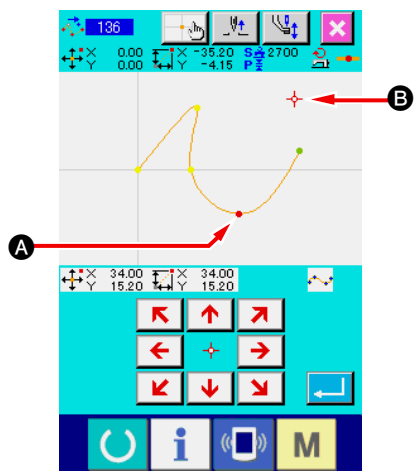 136
X 0.00 X -35.20 S 2700
Y 0.00 Y -4.15 P
B
A
X 34.00 X 34.00
Y 15.20 Y 15.20
i M